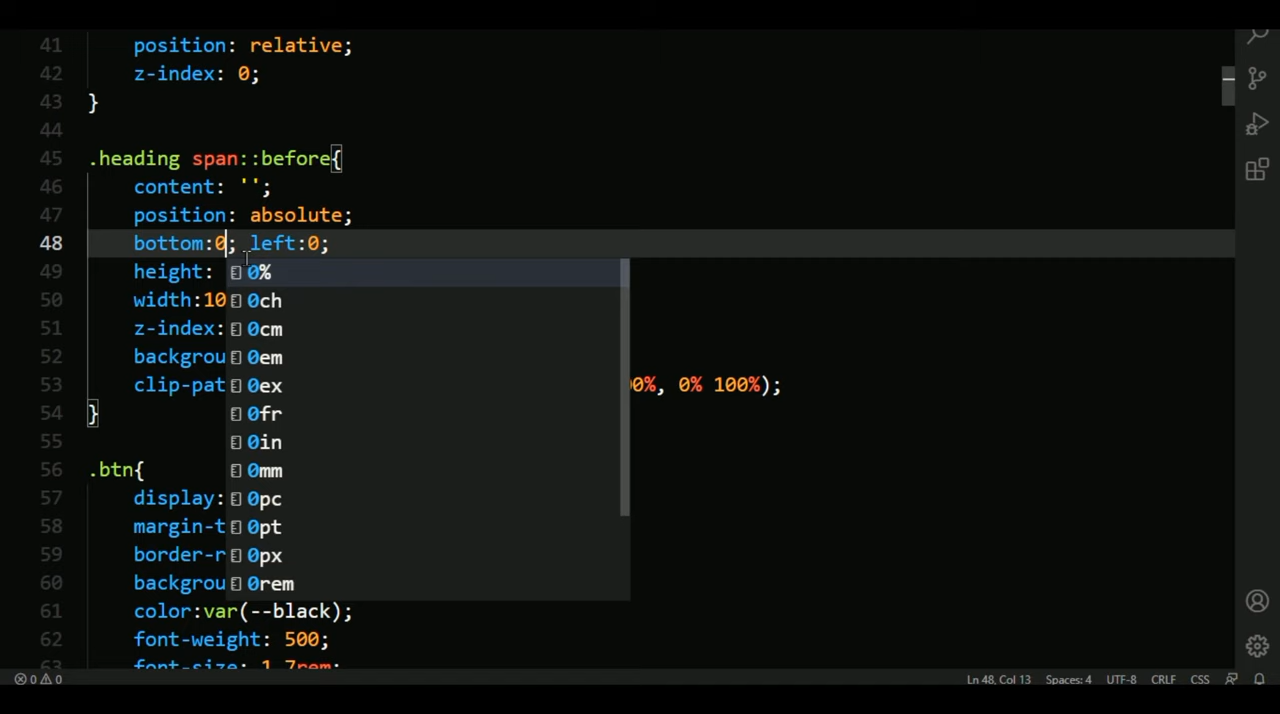 41 position: relative;
42 z-index: 0;
43 }
44
45 .heading span::before{
46 content: '';
47 position: absolute;
48 bottom:0; left:0;
49 height: 0%
0ch
50 width:10
0cm
51 z-index:
0em
52 backgrou
0ex
53 clip-pat 0%, 0% 100%);
0fr
54 }
0in
55
0mm
56 .btn{
0pc
57 display:
0pt
58 margin-t
0px
59 border-r
0rem
60 backgrou
61 color:var(--black);
62 font-weight: 500;
63 font-size: 1.7rem;
0 0
Ln 48, Col 13 Spaces: 4 UTF-8 CRLF CSS